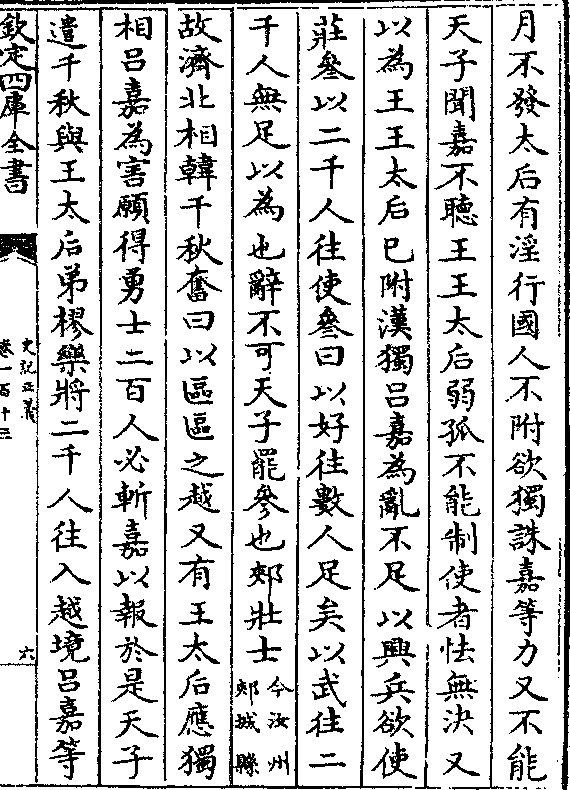 月不發太后有淫行國人不附欲獨誅嘉等力又不能
天子聞嘉不聽王王太后弱孤不能制使者怯無決又
以為王王太后已附漢獨吕嘉為亂不足以興兵欲使
莊參以二千人往使參曰以好往數人足矣以武往二
千人無足以為也辭不可天子罷參也郟壯士今汝州郟城縣
故濟北相韓千秋奮曰以區區之越又有王太后應獨
相吕嘉為害願得勇士二百人必斬嘉以報於是天子
遣千秋與王太后弟樛樂將二千人往入越境吕嘉等
欽定四庫全書
史記正義
卷一百十三
六